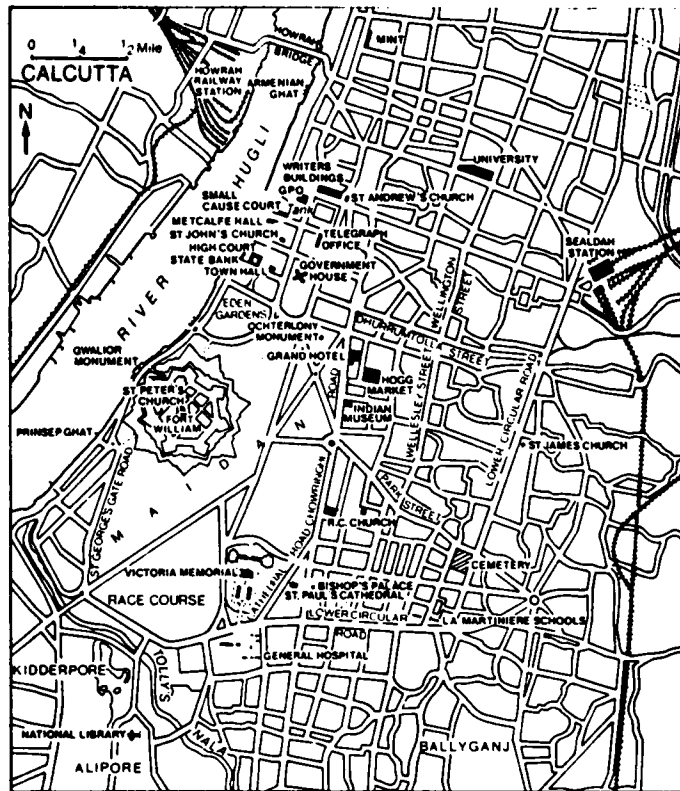 HOWRAH
BRIDGE
MINT
0 1/4 1/2 Mile
CALCUTTA
HOWRAH
RAILWAY
STATION
ARMENIAN
GHAT
N
RIVER HUGLI
UNIVERSITY
WRITERS
BUILDINGS
GPO
ST ANDREW'S CHURCH
SMALL
CAUSE COURT
Tank
METCALFE HALL
ST JOHN'S CHURCH
TELEGRAPH
OFFICE
HIGH COURT
STATE BANK
TOWN HALL
GOVERNMENT
HOUSE
SEALDAH
STATION
WELLINGTON
STREET
EDEN
GARDENS
OCHTERLONY
MONUMENT
DHURRUMTOLLA STREET
GRAND HOTEL
GWALIOR
MONUMENT
HOGG
MARKET
ST PETER'S
CHURCH
FORT
WILLIAM
INDIAN
MUSEUM
WELLESLEY STREET
LOWER CIRCULAR ROAD
PRINSEP GHAT
ST JAMES CHURCH
ST GEORGE'S GATE ROAD
MAIDAN
ROAD CHOWRINGHI ROAD
PARK STREET
R.C. CHURCH
CEMETERY
VICTORIA MEMORIAL
CATHEDRAL
BISHOP'S PALACE
ST. PAUL'S CATHEDRAL
RACE COURSE
LOWER CIRCULAR
ROAD
LA MARTINIERE SCHOOLS
GENERAL HOSPITAL
KIDDERPORE
TOLLY'S
NALA
NATIONAL LIBRARY
ALIPORE
BALLYGANJ